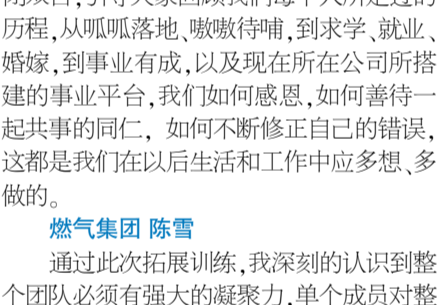 历程,从呱呱落地、嗷嗷待哺,到求学、就业、
婚嫁,到事业有成,以及现在所在公司所搭
建的事业平台,我们如何感恩,如何善待一
起共事的同仁, 如何不断修正自己的错误,
这都是我们在以后生活和工作中应多想、多
做的。
燃气集团 陈雪
通过此次拓展训练,我深刻的认识到整
个团队必须有强大的凝聚力,单个成员对整